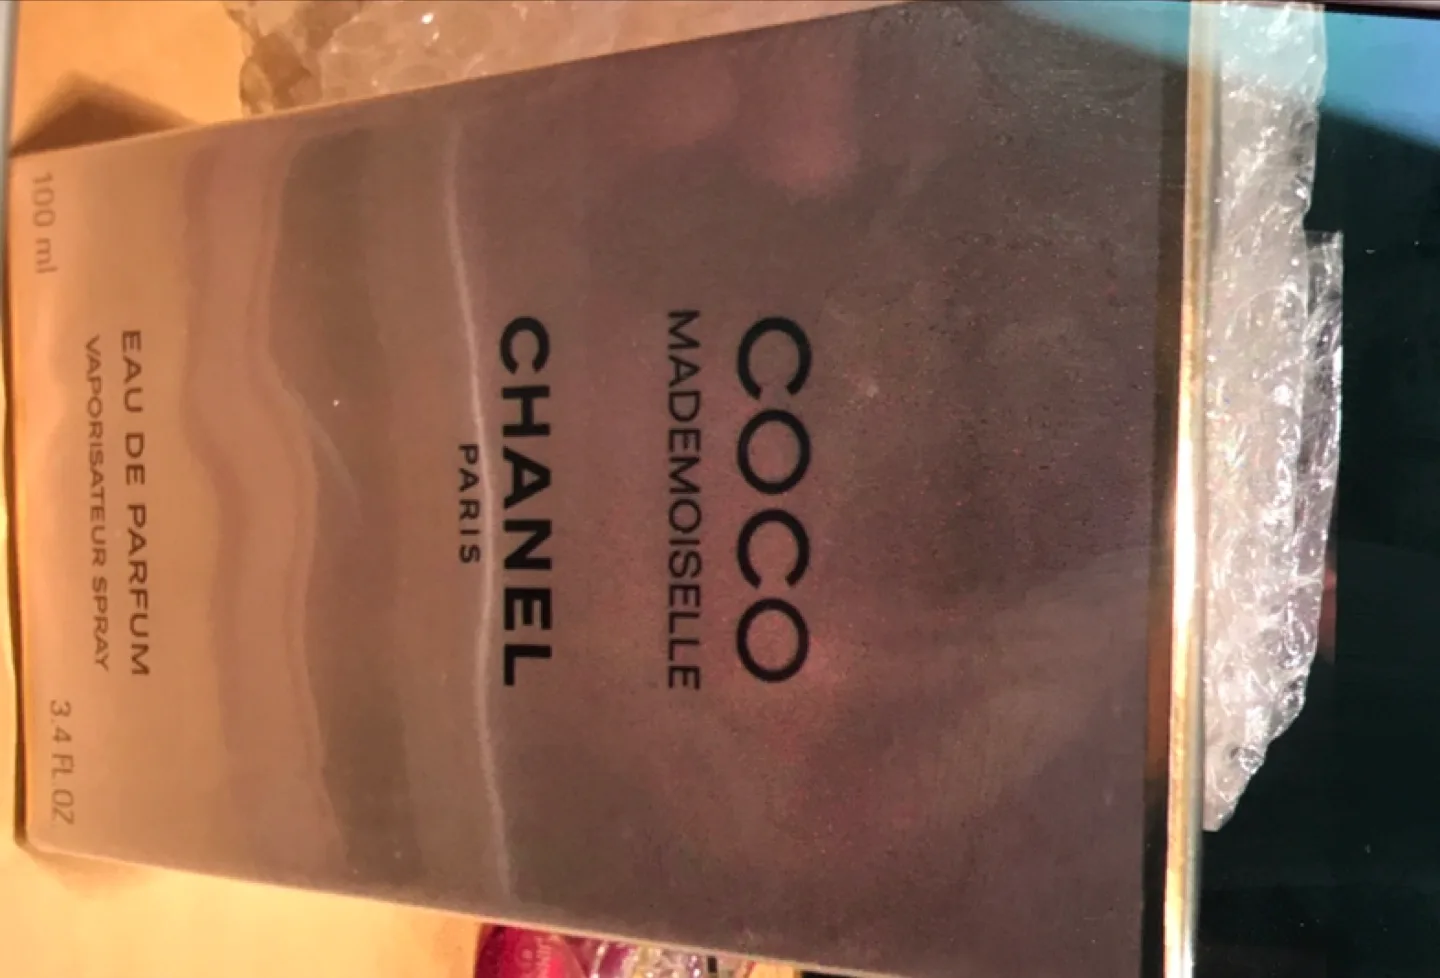 COCO
MADEMOISELLE
CHANEL
PARIS
EAU DE PARFUM
VAPORISATEUR SPRAY
100 ml
3.4 FL.OZ.